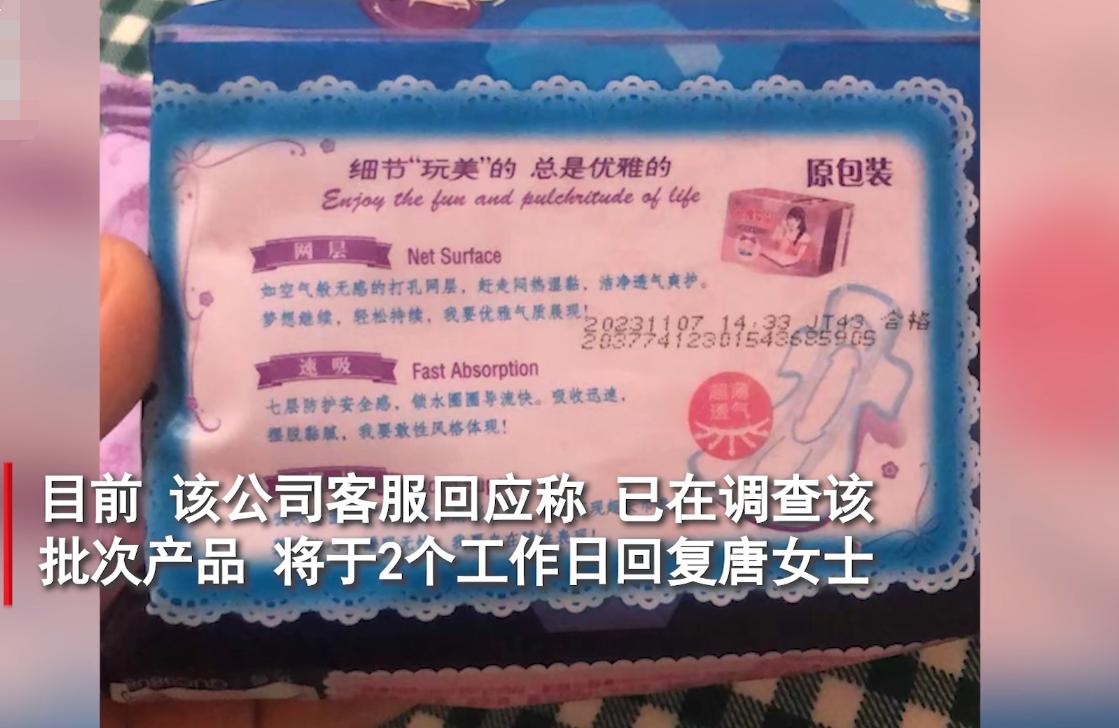 细节“玩美”的 总是优雅的
原包装
Enjoy the fun and pulchritude of life
网层 Net Surface
如空气般无感的打孔网层，赶走闷热湿黏，洁净透气爽护。
梦想继续，轻松持续，我要优雅气质展现！
20231107 14:33 JT43 合格
20377412301543685905
速吸 Fast Absorption
七层防护安全感，锁水圈圈导流快。吸收迅速，
摆脱黏腻，我要敢性风格体现！
超薄
透气
目前 该公司客服回应称 已在调查该
批次产品 将于2个工作日回复唐女士